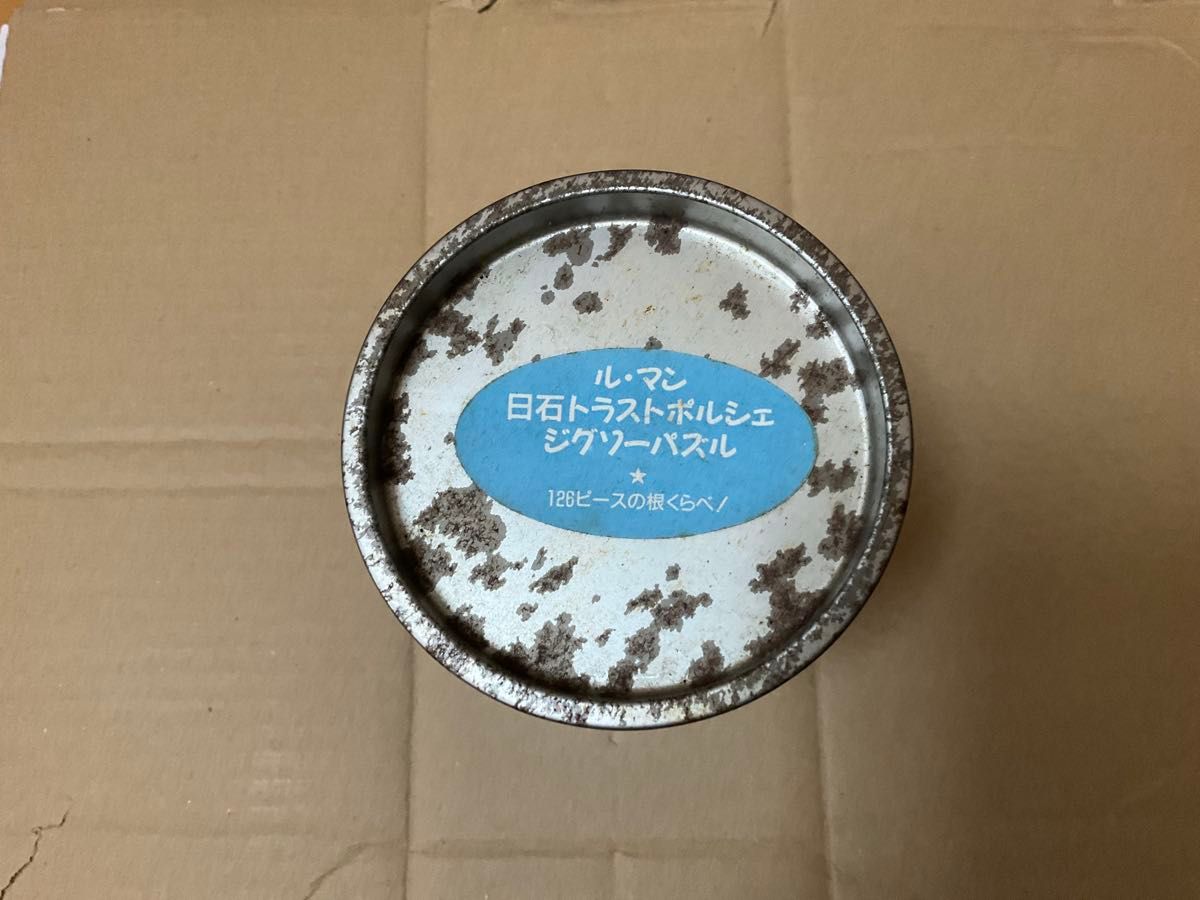 ル・マン
日石トラストポルシェ
ジグソーパズル
★
126ピースの根くらべ!